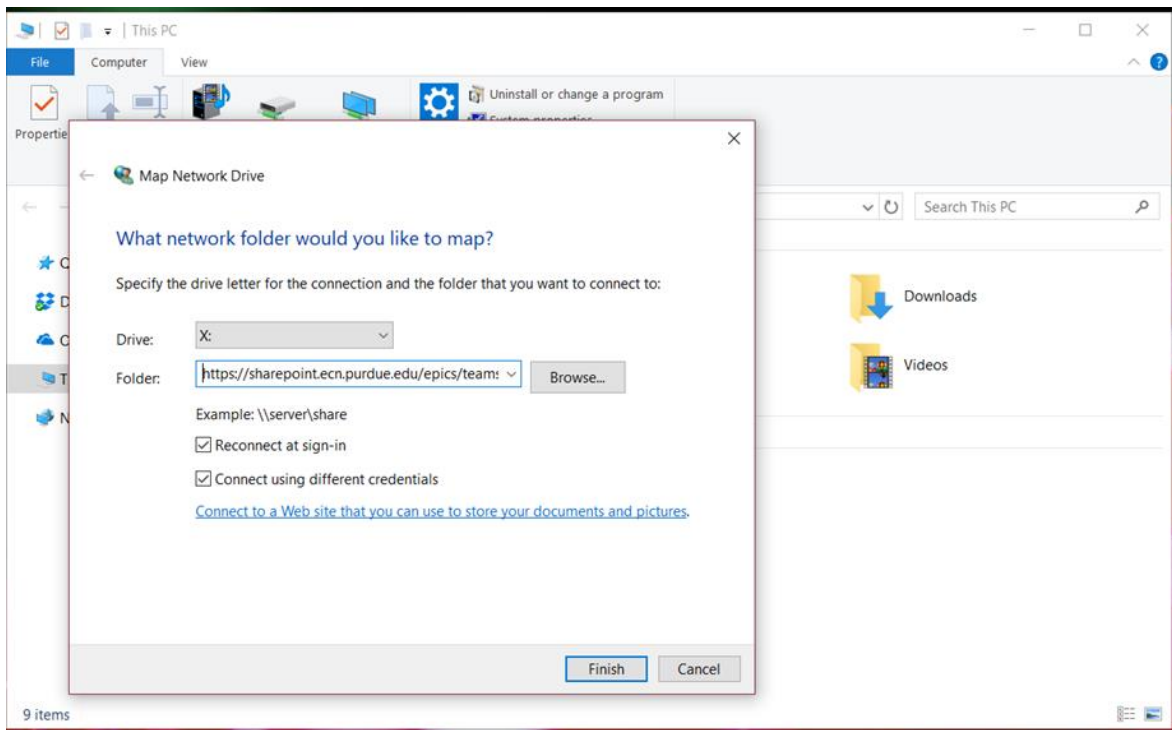 This PC
File Computer View
Uninstall or change a program
System properties
Propertie
Map Network Drive
Search This PC
What network folder would you like to map?
Specify the drive letter for the connection and the folder that you want to connect to:
Drive: X:
Folder: https://sharepoint.ecn.purdue.edu/epics/teams Browse...
Example: \\server\share
Reconnect at sign-in
Connect using different credentials
Connect to a Web site that you can use to store your documents and pictures.
Downloads
Videos
Finish Cancel
9 items